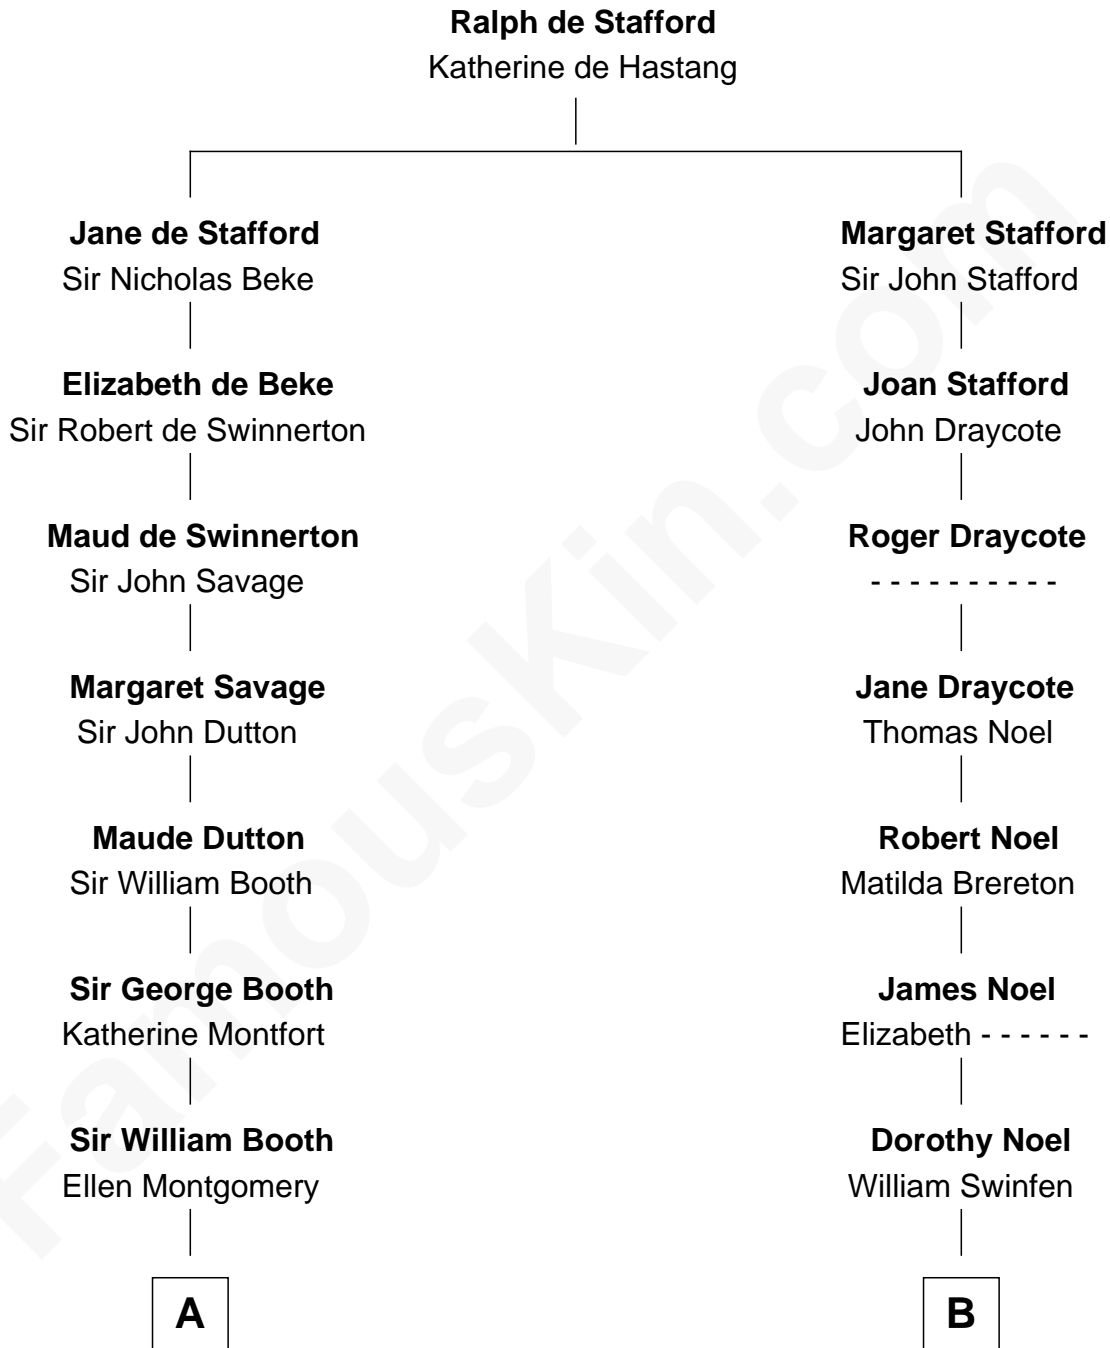 Ralph de Stafford
Katherine de Hastang
Jane de Stafford
Sir Nicholas Beke
Elizabeth de Beke
Sir Robert de Swinnerton
Maud de Swinnerton
Sir John Savage
Margaret Savage
Sir John Dutton
Maude Dutton
Sir William Booth
Sir George Booth
Katherine Montfort
Sir William Booth
Ellen Montgomery
A
Margaret Stafford
Sir John Stafford
Joan Stafford
John Draycote
Roger Draycote
- - - - - - - - - -
Jane Draycote
Thomas Noel
Robert Noel
Matilda Brereton
James Noel
Elizabeth - - - - - -
Dorothy Noel
William Swinfen
B
FamousKin.com